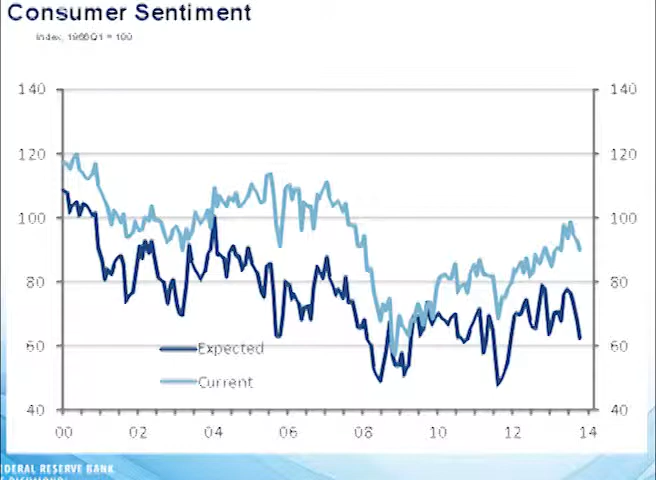 Consumer Sentiment
Index, 1966Q1 = 100
140 140
120 120
100 100
80 80
60 60
40 40
Expected
Current
00 02 04 06 08 10 12 14
EDERAL RESERVE BANK